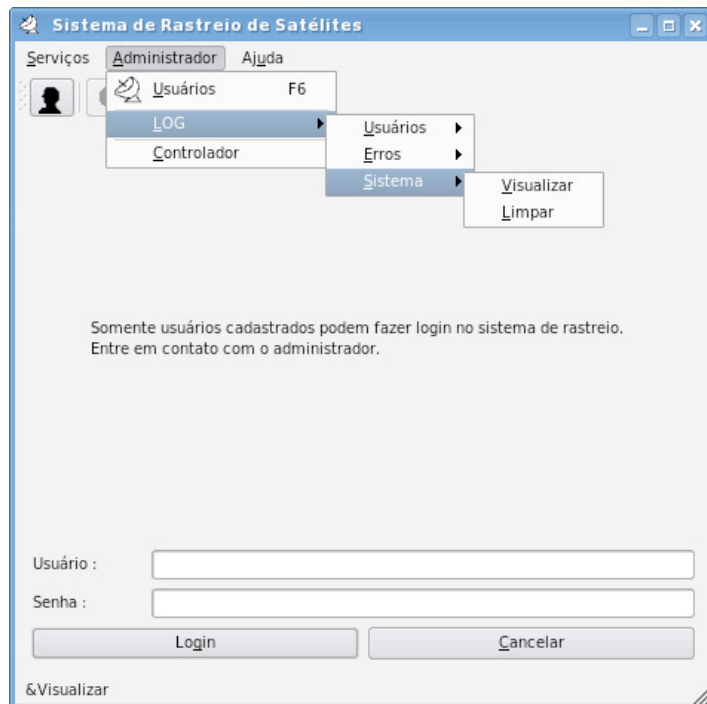 Sistema de Rastreio de Satélites
Serviços Administrador Ajuda
Usuários F6
LOG
Controlador
Usuários
Erros
Sistema
Visualizar
Limpar
Somente usuários cadastrados podem fazer login no sistema de rastreio.
Entre em contato com o administrador.
Usuário :
Senha :
Login Cancelar
&Visualizar